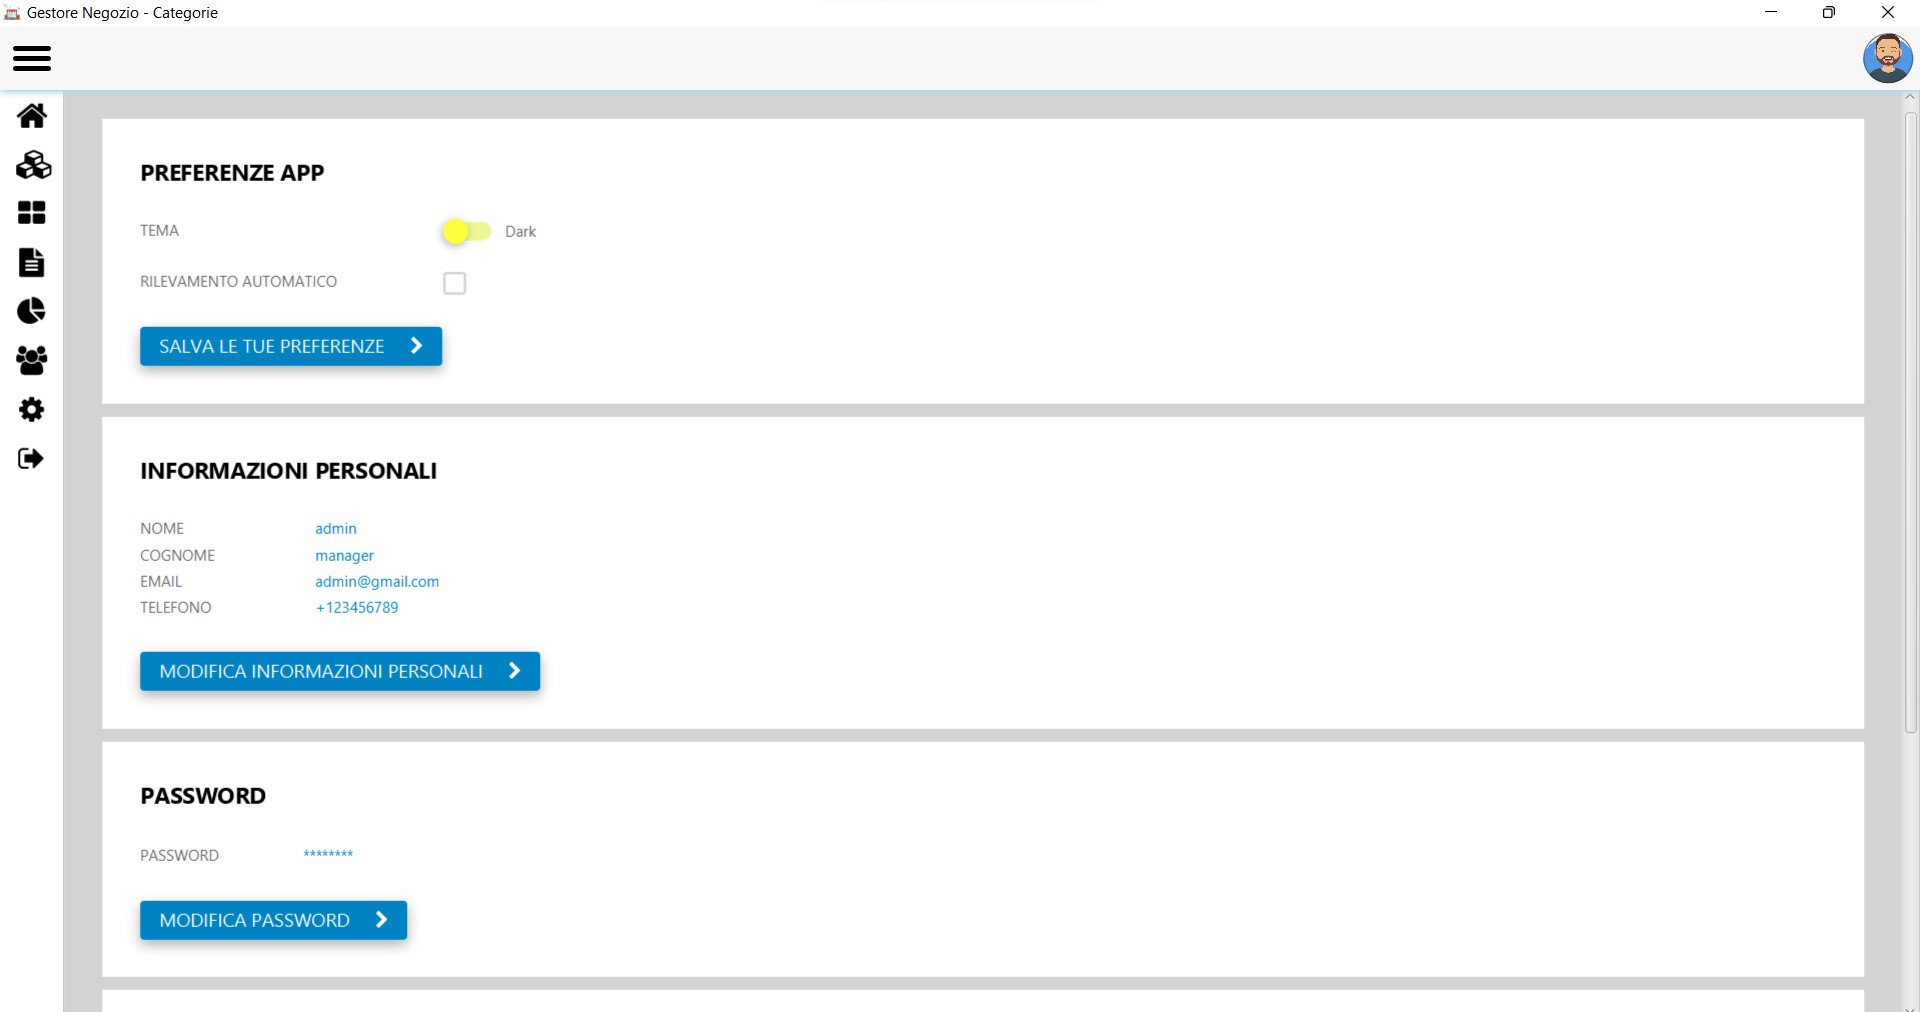 Gestore Negozio - Categorie
PREFERENZE APP
TEMA
Dark
RILEVAMENTO AUTOMATICO
SALVA LE TUE PREFERENZE
INFORMAZIONI PERSONALI
NOME admin
COGNOME manager
EMAIL admin@gmail.com
TELEFONO +123456789
MODIFICA INFORMAZIONI PERSONALI
PASSWORD
PASSWORD ********
MODIFICA PASSWORD